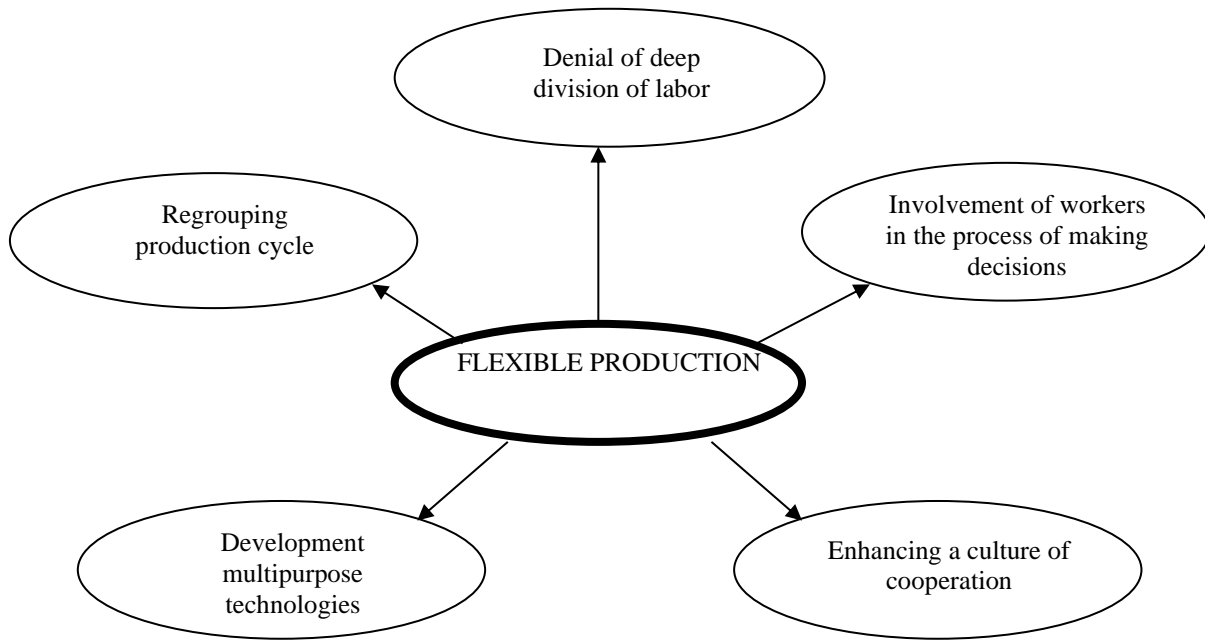 Denial of deep
division of labor
Regrouping
production cycle
Involvement of workers
in the process of making
decisions
FLEXIBLE PRODUCTION
Development
multipurpose
technologies
Enhancing a culture of
cooperation